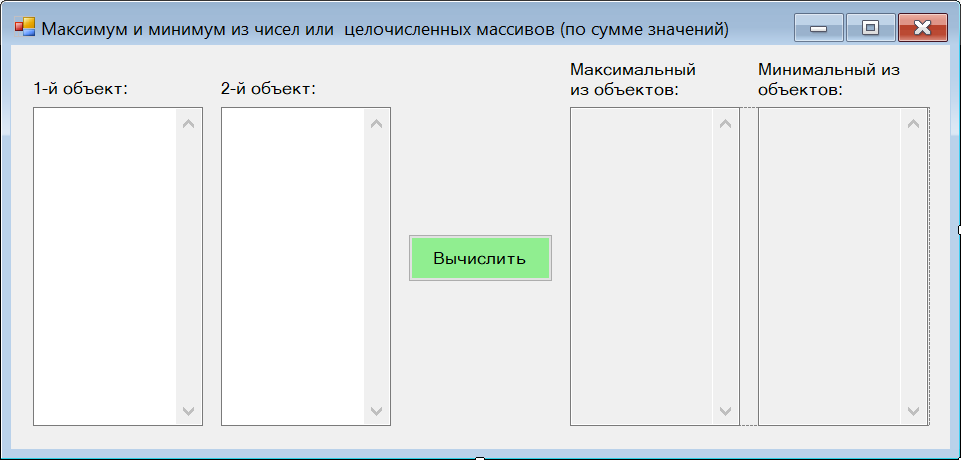 Максимум и минимум из чисел или  целочисленных массивов (по сумме значений)
1-й объект:
2-й объект:
Максимальный
из объектов:
Минимальный из
объектов:
Вычислить